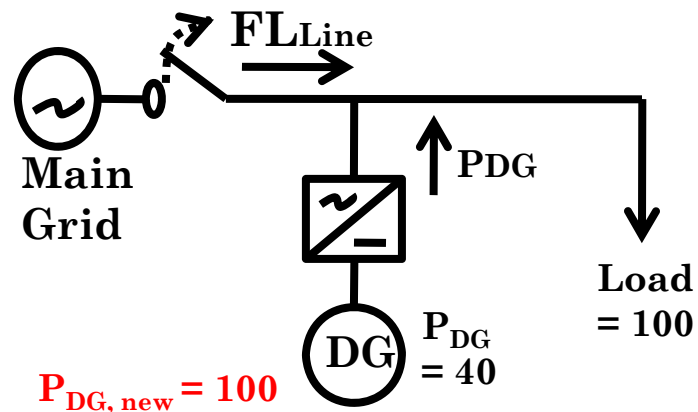 FLLine
Main
Grid
PDG
Load
= 100
DG
PDG
= 40
PDG, new = 100